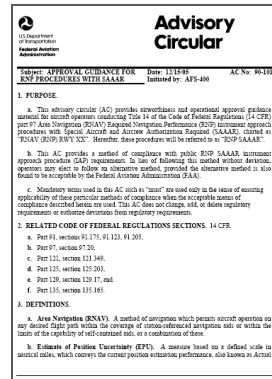 U.S. Department
of Transportation
Federal Aviation
Administration
Advisory
Circular
Subject: APPROVAL GUIDANCE FOR
RNP PROCEDURES WITH SAAAR
Date: 12/15/05
Initiated by: AFS-400
AC No: 90-101
1. PURPOSE.
a. This advisory circular (AC) provides airworthiness and operational approval guidance
material for aircraft operators conducting Title 14 of the Code of Federal Regulations (14 CFR)
part 97 Area Navigation (RNAV) Required Navigation Performance (RNP) instrument approach
procedures with Special Aircraft and Aircrew Authorization Required (SAAAR), charted as
"RNAV (RNP) RWY XX". Hereafter, these procedures will be referred to as "RNP SAAAR".
b. This AC provides a method of compliance with public RNP SAAAR instrument
approach procedure (IAP) requirements. In lieu of following this method without deviation,
operators may elect to follow an alternative method, provided the alternative method is also
found to be acceptable by the Federal Aviation Administration (FAA).
c. Mandatory terms used in this AC such as "must" are used only in the sense of ensuring
applicability of these particular methods of compliance when the acceptable means of
compliance described herein are used. This AC does not change, add, or delete regulatory
requirements or authorize deviations from regulatory requirements.
2. RELATED CODE OF FEDERAL REGULATIONS SECTIONS. 14 CFR
a. Part 91, sections 91.175, 91.123, 91.205,
b. Part 97, section 97.20,
c. Part 121, section 121.349,
d. Part 125, section 125.203,
e. Part 129, section 129.17, and
f. Part 135, section 135.165.
3. DEFINITIONS.
a. Area Navigation (RNAV). A method of navigation which permits aircraft operation on
any desired flight path within the coverage of station-referenced navigation aids or within the
limits of the capability of self-contained aids, or a combination of these.
b. Estimate of Position Uncertainty (EPU). A measure based on a defined scale in
nautical miles, which conveys the current position estimation performance, also known as Actual